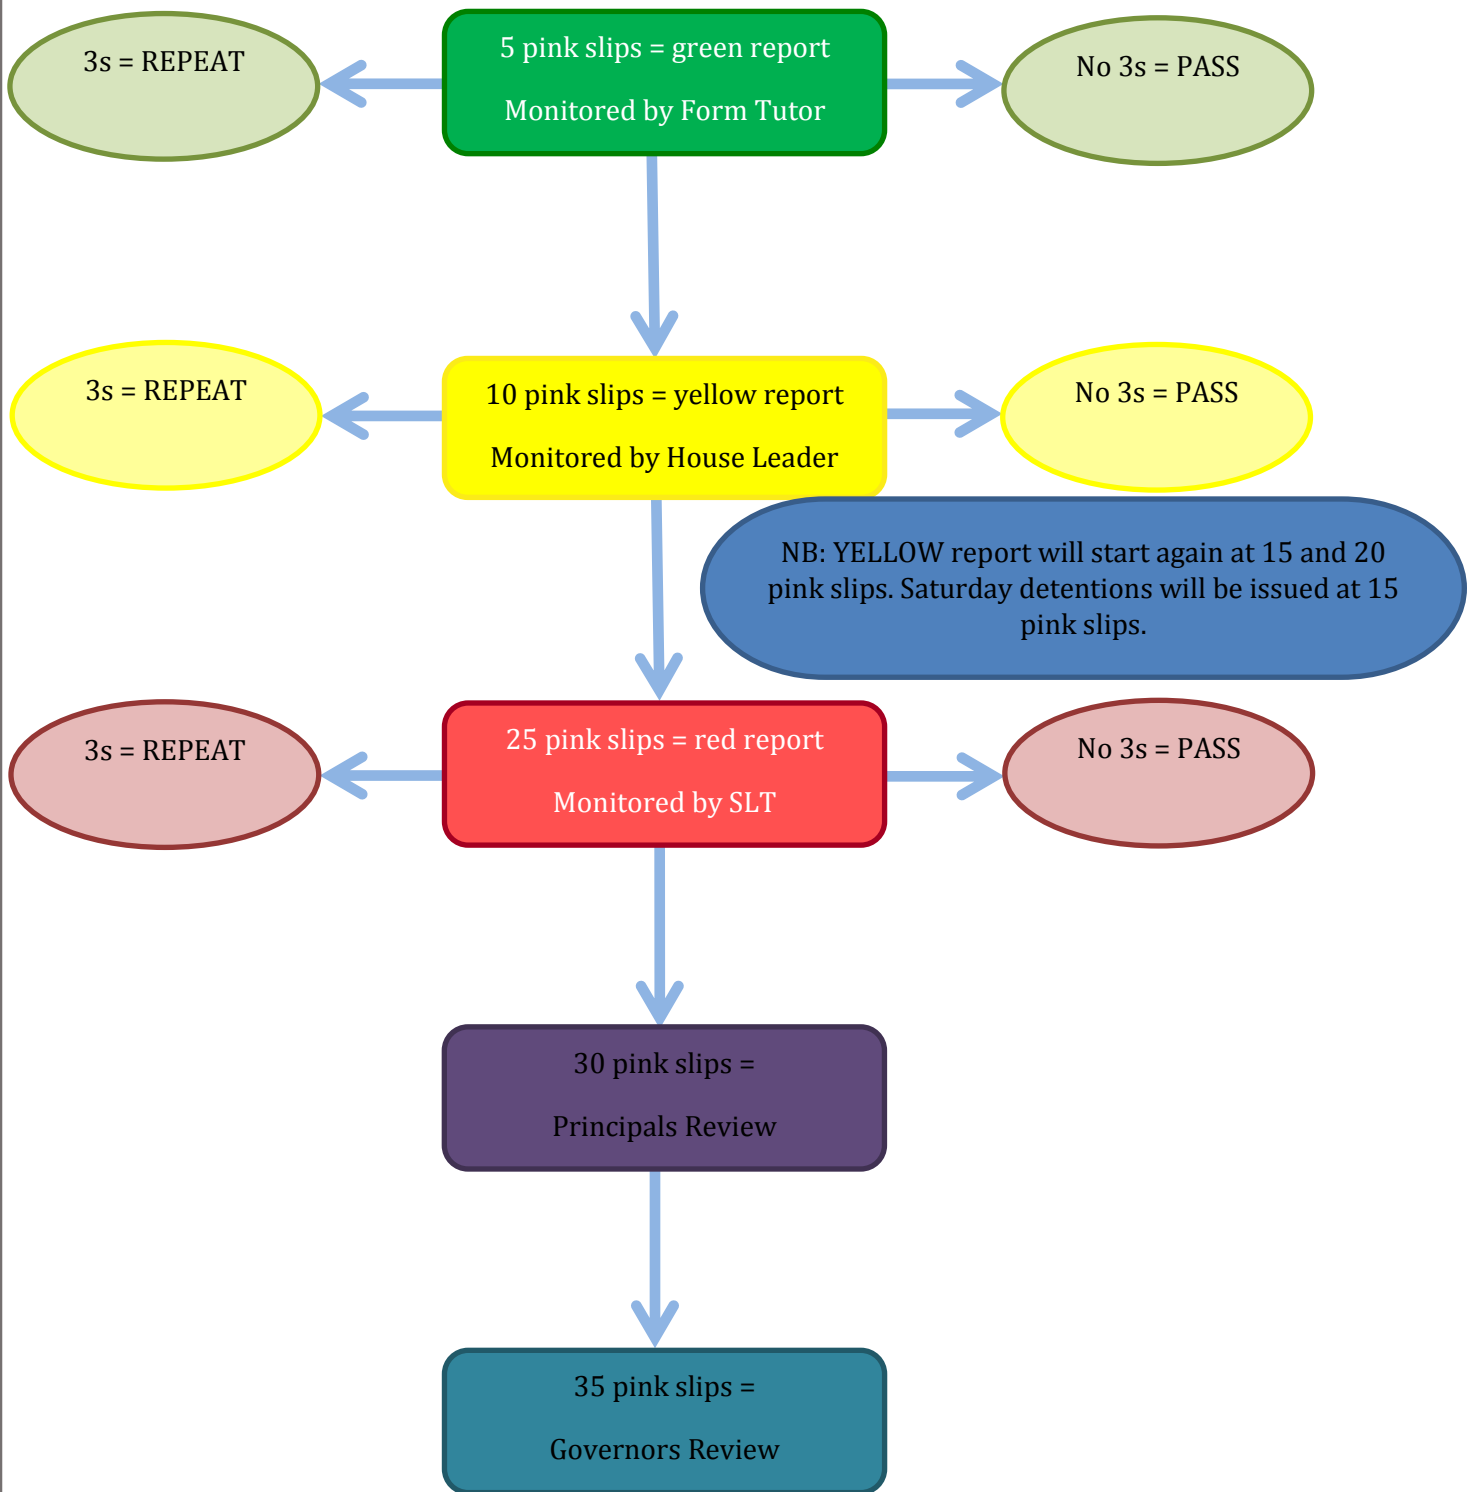 3s = REPEAT
5 pink slips = green report
Monitored by Form Tutor
No 3s = PASS
3s = REPEAT
10 pink slips = yellow report
Monitored by House Leader
No 3s = PASS
NB: YELLOW report will start again at 15 and 20
pink slips. Saturday detentions will be issued at 15
pink slips.
3s = REPEAT
25 pink slips = red report
Monitored by SLT
No 3s = PASS
30 pink slips =
Principals Review
35 pink slips =
Governors Review